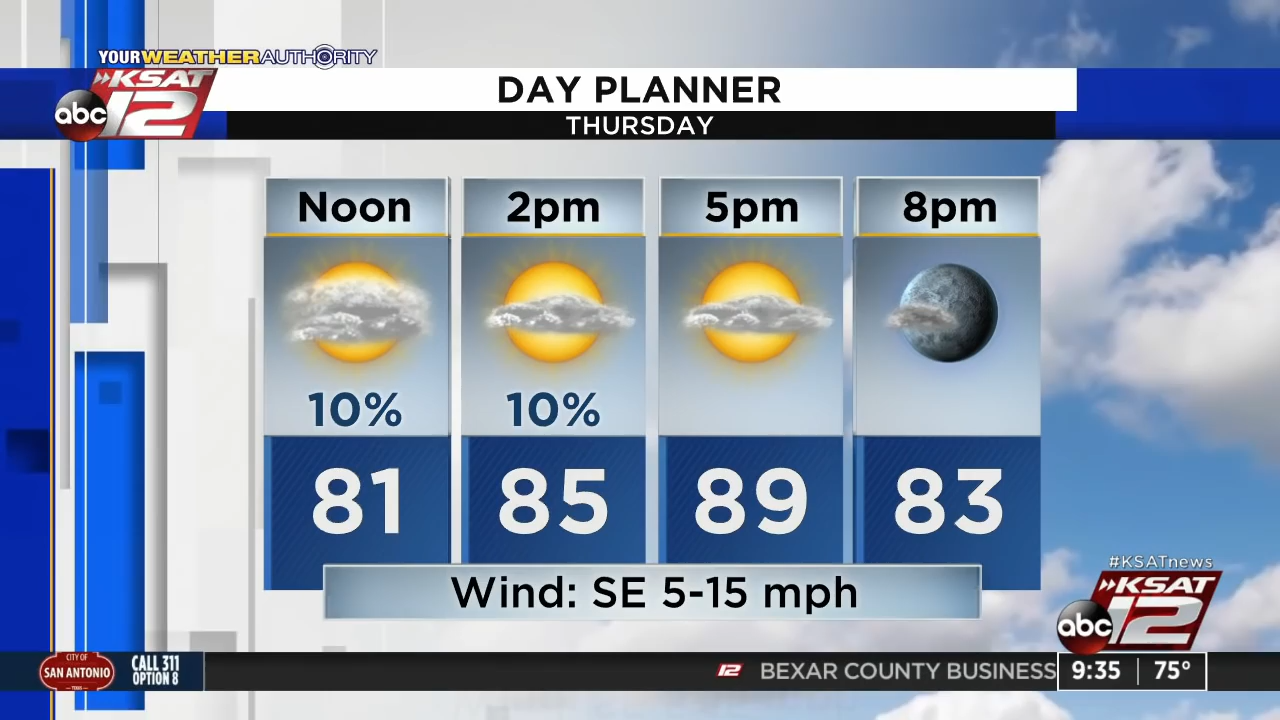 YOUR WEATHER AUTHORITY
KSAT
abc 12
DAY PLANNER
THURSDAY
Noon 2pm 5pm 8pm
10% 10%
81 85 89 83
Wind: SE 5-15 mph
#KSATnews
KSAT
abc 12
CITY OF
SAN ANTONIO
TEXAS
CALL 311
OPTION 8
12 BEXAR COUNTY BUSINESS
9:35 75°